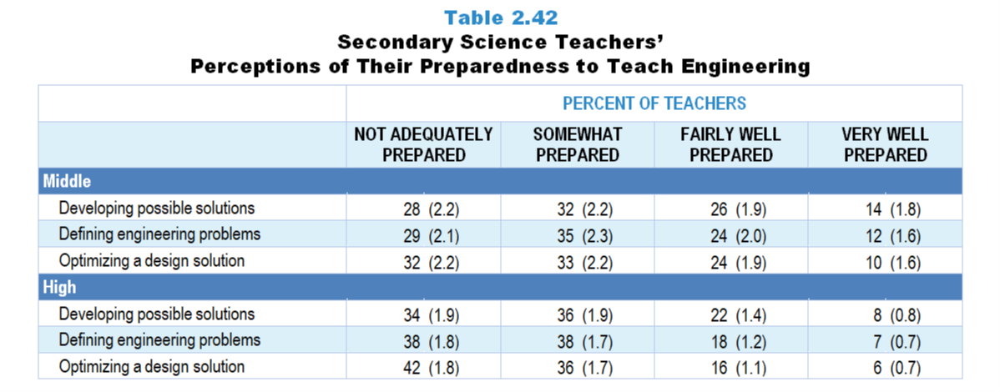 Table 2.42
Secondary Science Teachers’
Perceptions of Their Preparedness to Teach Engineering
PERCENT OF TEACHERS
NOT ADEQUATELY PREPARED SOMEWHAT PREPARED FAIRLY WELL PREPARED VERY WELL PREPARED
Middle
Developing possible solutions 28 (2.2) 32 (2.2) 26 (1.9) 14 (1.8)
Defining engineering problems 29 (2.1) 35 (2.3) 24 (2.0) 12 (1.6)
Optimizing a design solution 32 (2.2) 33 (2.2) 24 (1.9) 10 (1.6)
High
Developing possible solutions 34 (1.9) 36 (1.9) 22 (1.4) 8 (0.8)
Defining engineering problems 38 (1.8) 38 (1.7) 18 (1.2) 7 (0.7)
Optimizing a design solution 42 (1.8) 36 (1.7) 16 (1.1) 6 (0.7)